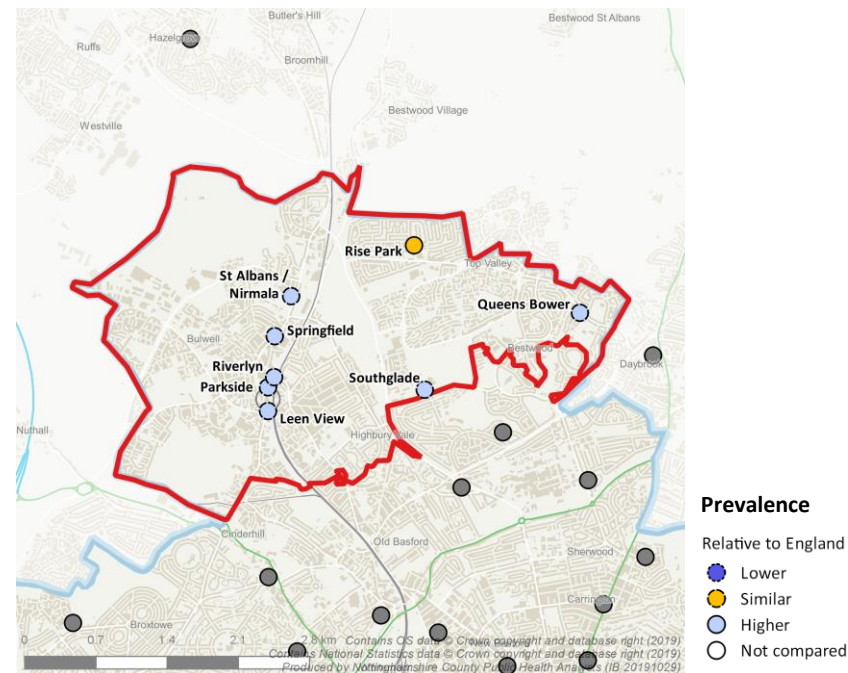 Butler's Hill
Bestwood St Albans
Hazelgrove
Ruffs
Broomhill
Bestwood Village
Westville
Rise Park
Top Valley
St Albans /
Nirmala
Queens Bower
Springfield
Bulwell
Bestwood
Riverlyn
Parkside
Southglade
Daybrook
Leen View
Nuthall
Highbury Vale
Cinderhill
Old Basford
Sherwood
Carrington
Broxtowe
0 0.7 1.4 2.1 2.8 km
Contains OS data © Crown copyright and database right (2019)
Contains National Statistics data © Crown copyright and database right (2019)
Produced by Nottinghamshire County Public Health Analysts (IB 20191029)
Prevalence
Relative to England
Lower
Similar
Higher
Not compared